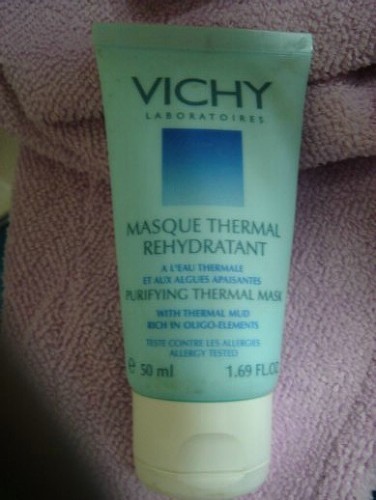 VICHY
LABORATOIRES
MASQUE THERMAL
REHYDRATANT
A L'EAU THERMALE
ET AUX ALGUES APAISANTES
PURIFYING THERMAL MASK
WITH THERMAL MUD
RICH IN OLIGO-ELEMENTS
TESTE CONTRE LES ALLERGIES
ALLERGY TESTED
e 50 ml 1.69 FL.OZ